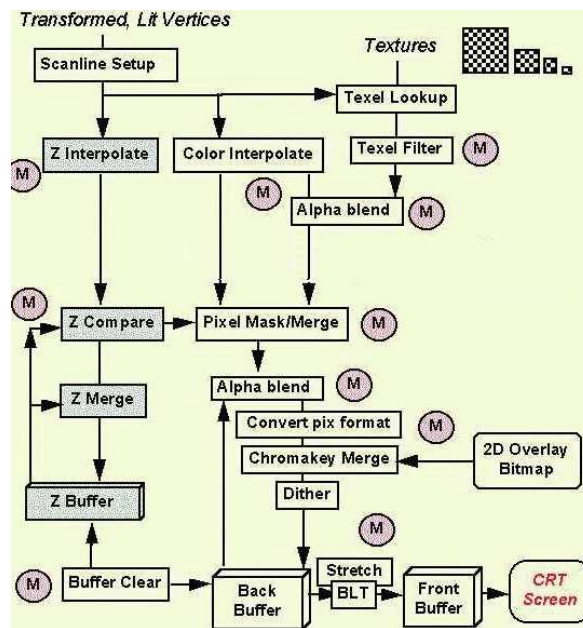 Transformed, Lit Vertices
Textures
Scanline Setup
Texel Lookup
Z Interpolate
Color Interpolate
Texel Filter
M
M
M
Alpha blend
M
M
Z Compare
Pixel Mask/Merge
M
Alpha blend
M
Z Merge
Convert pix format
M
Chromakey Merge
2D Overlay
Bitmap
Z Buffer
Dither
M
M
Buffer Clear
Back
Buffer
Stretch
BLT
Front
Buffer
CRT
Screen